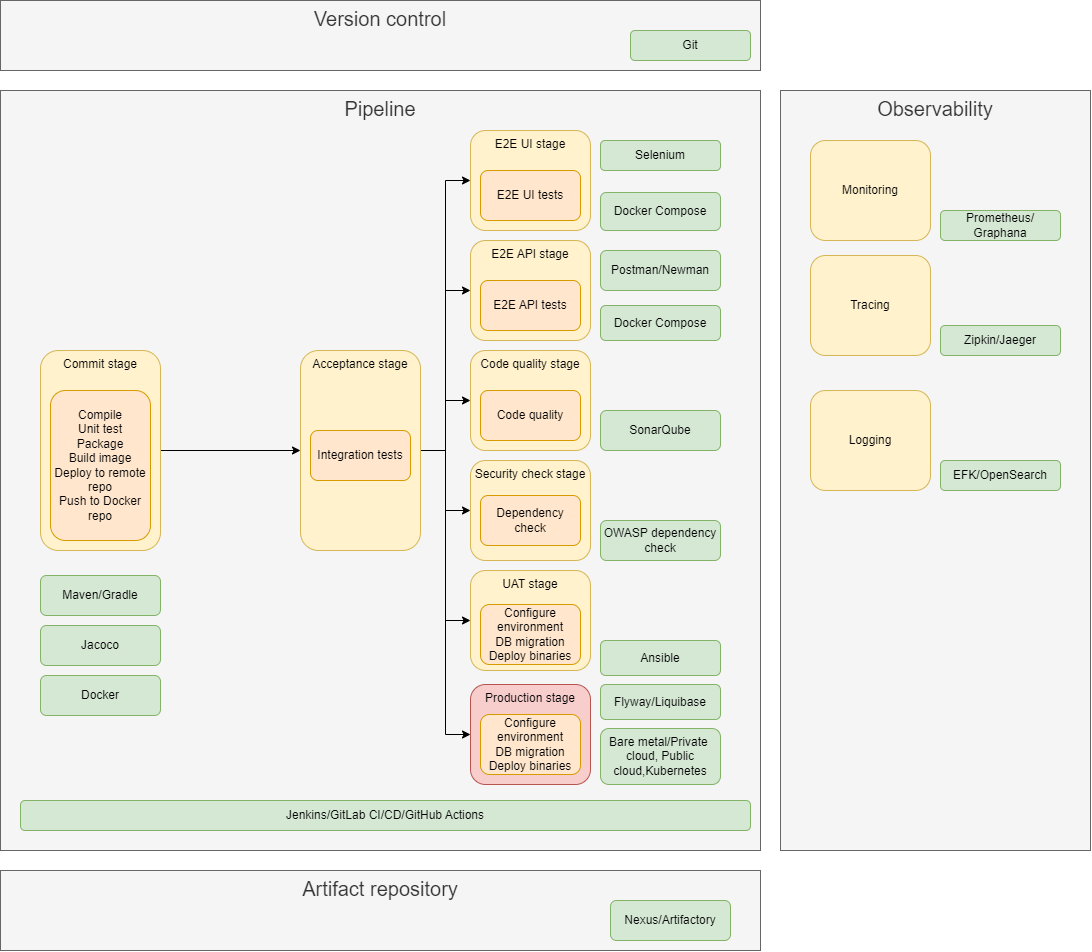 Version control
Git
Pipeline
E2E UI stage
E2E UI tests
Selenium
Docker Compose
E2E API stage
E2E API tests
Postman/Newman
Docker Compose
Commit stage
Compile
Unit test
Package
Build image
Deploy to remote
repo
Push to Docker
repo
Maven/Gradle
Jacoco
Docker
Acceptance stage
Integration tests
Code quality stage
Code quality
SonarQube
Security check stage
Dependency
check
OWASP dependency
check
UAT stage
Configure
environment
DB migration
Deploy binaries
Ansible
Production stage
Configure
environment
DB migration
Deploy binaries
Flyway/Liquibase
Bare metal/Private
cloud, Public
cloud,Kubernetes
Jenkins/GitLab CI/CD/GitHub Actions
Observability
Monitoring
Prometheus/
Graphana
Tracing
Zipkin/Jaeger
Logging
EFK/OpenSearch
Artifact repository
Nexus/Artifactory